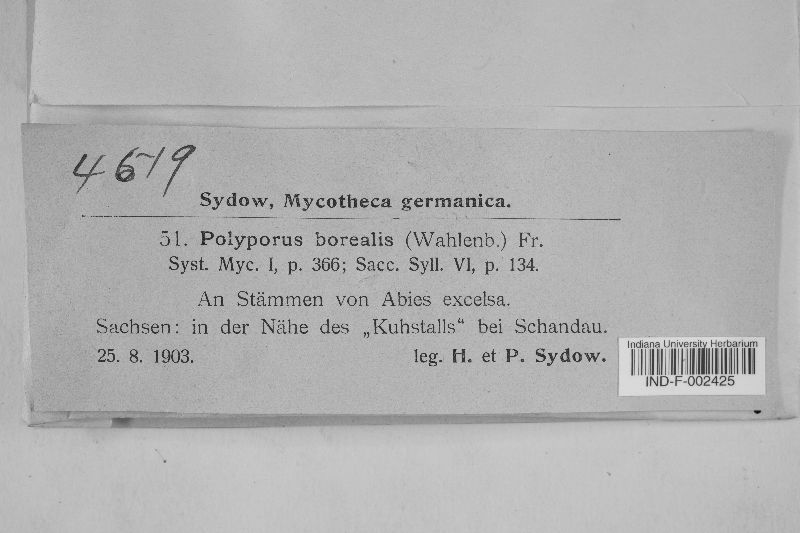 4619
Sydow, Mycotheca germanica.
51. Polyporus borealis (Wahlenb.) Fr.
Syst. Myc. I, p. 366; Sacc. Syll. VI, p. 134.
An Stämmen von Abies excelsa.
Sachsen: in der Nähe des „Kuhstalls“ bei Schandau.
25. 8. 1903. leg. H. et P. Sydow.
Indiana University Herbarium
IND-F-002425